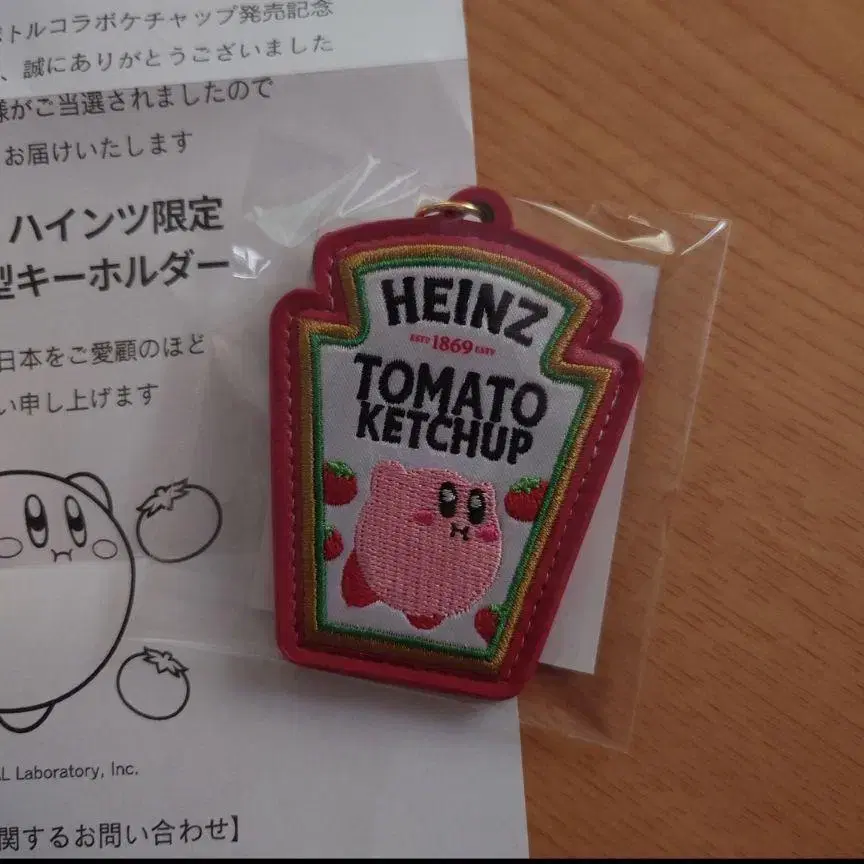 トルコラボケチャップ発売記念
、誠にありがとうございました
様がご当選されましたので
お届けいたします
ハインツ限定
型キーホルダー
日本をご愛顧のほど
い申し上げます
HEINZ
ESTD 1869 ESTD
TOMATO
KETCHUP
AL Laboratory, Inc.
関するお問い合わせ】